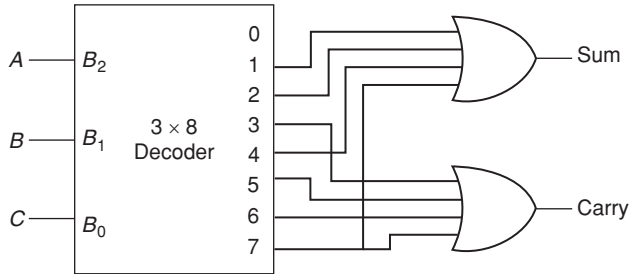 0
A B₂ 1 Sum
2
B B₁ 3 × 8 3
Decoder 4
5
C B₀ 6 Carry
7